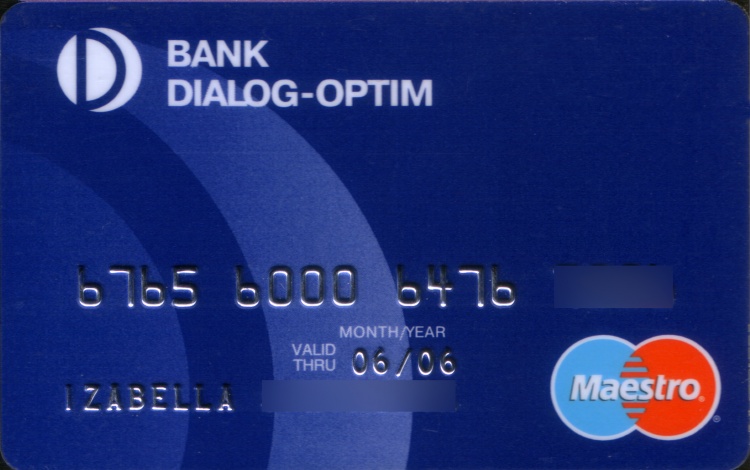 BANK
DIALOG-OPTIM
6765 6000 6476
MONTH/YEAR
VALID
THRU 06/06
IZABELLA
Maestro®